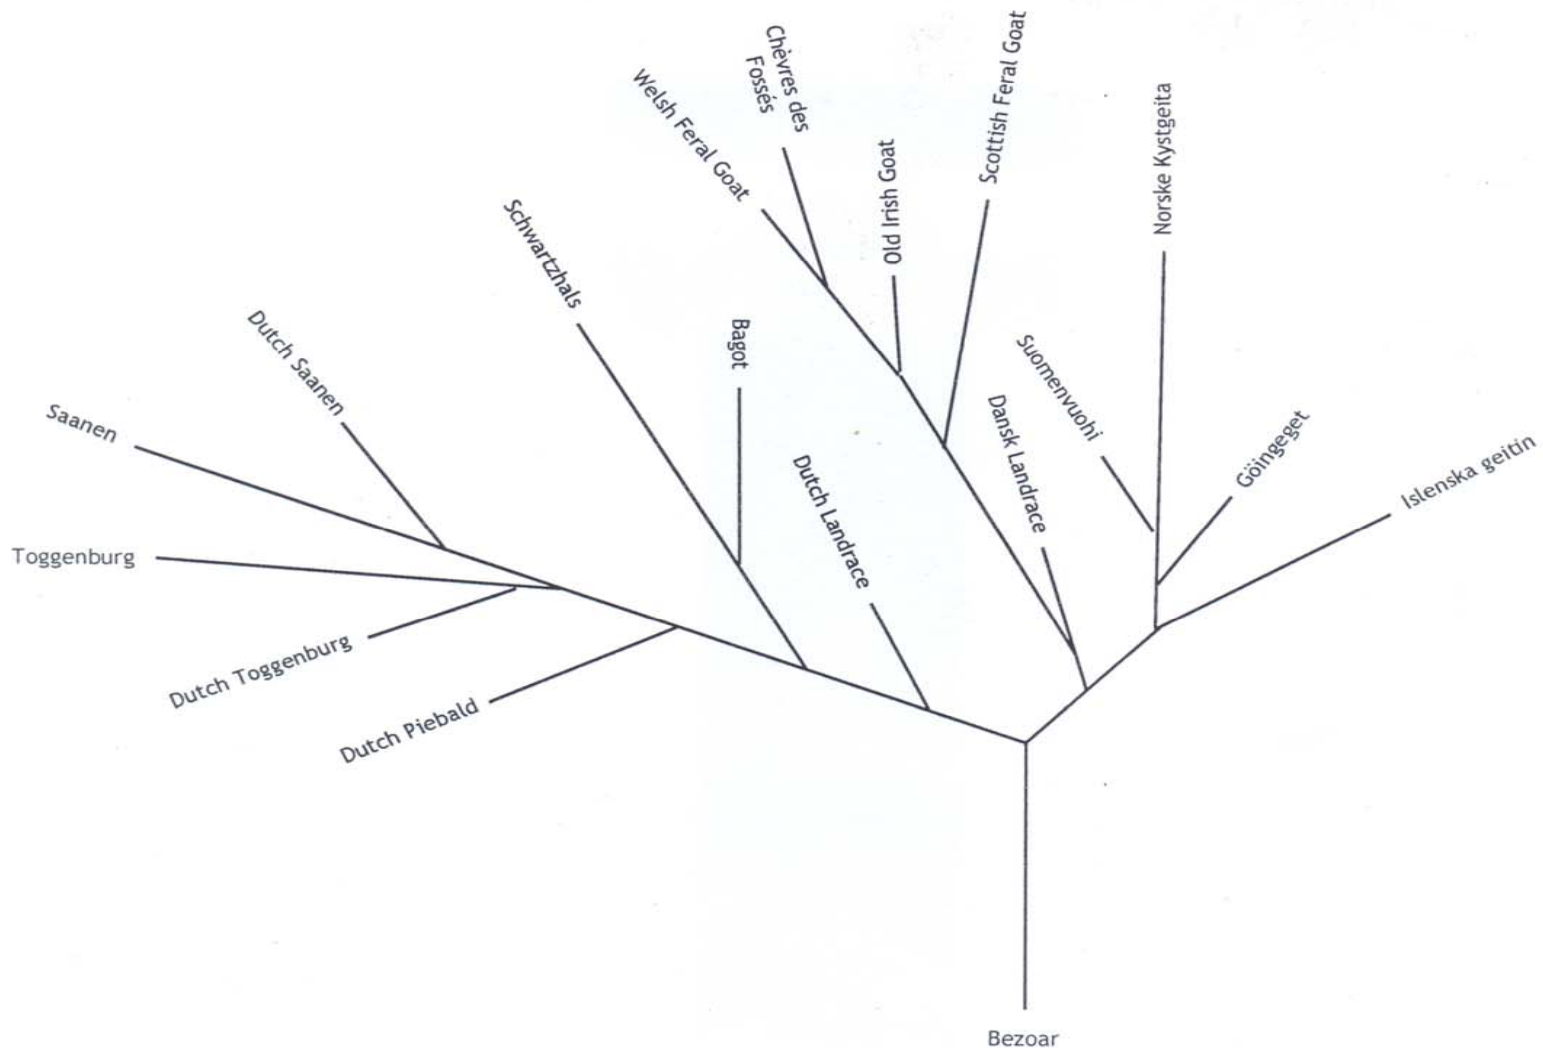 Saanen
Dutch Saanen
Toggenburg
Dutch Toggenburg
Dutch Piebald
Schwartzhals
Bagot
Dutch Landrace
Welsh Feral Goat
Chèvres des
Fossés
Old Irish Goat
Scottish Feral Goat
Dansk Landrace
Suomenvuohi
Norske Kystgeita
Göingeget
Islenska geitin
Bezoar